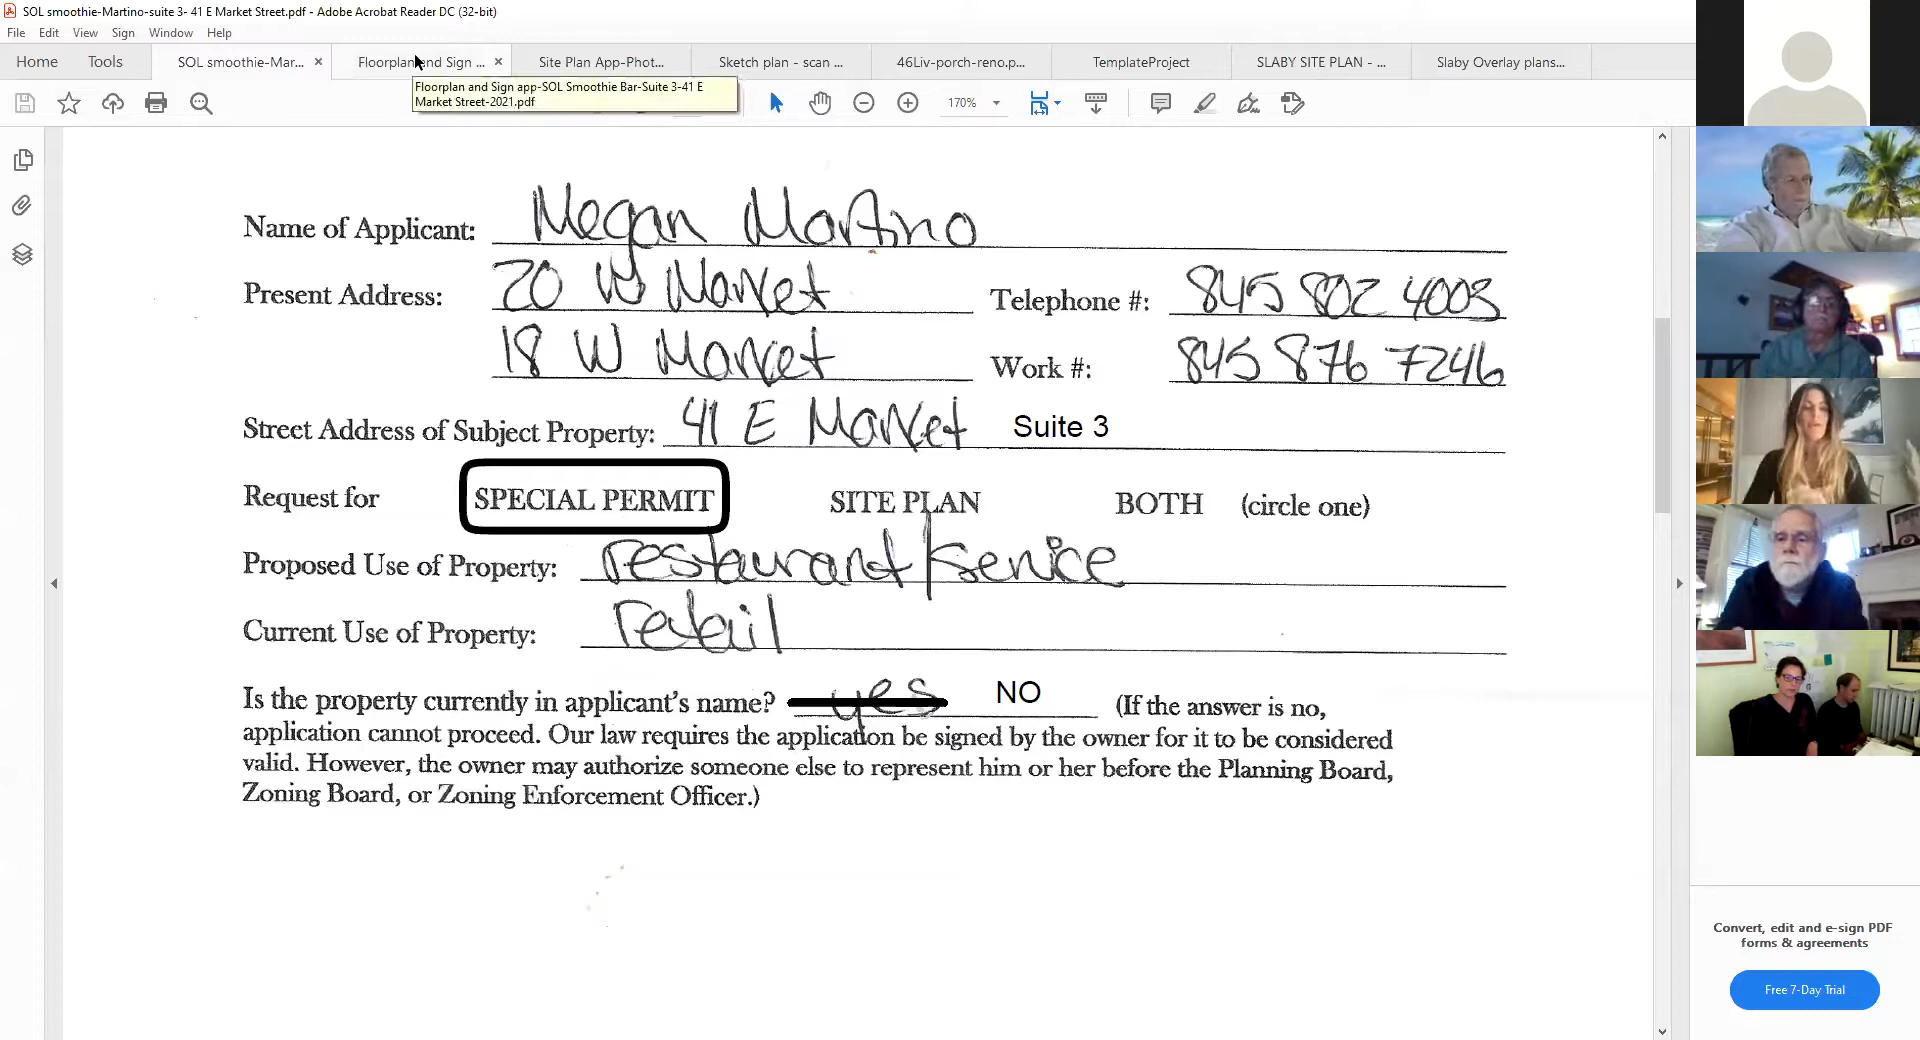 SOL smoothie-Martino-suite 3- 41 E Market Street.pdf - Adobe Acrobat Reader DC (32-bit)
File Edit View Sign Window Help
Home Tools SOL smoothie-Mar... × Floorplan and Sign ... × Site Plan App-Phot... Sketch plan - scan ... 46Liv-porch-reno.p... TemplateProject SLABY SITE PLAN - ... Slaby Overlay plans...
Floorplan and Sign app-SOL Smoothie Bar-Suite 3-41 E
Market Street-2021.pdf
170%
Name of Applicant: Megan Martino
Present Address: 20 W Market Telephone #: 845 802 4003
18 W Market Work #: 845 876 7246
Street Address of Subject Property: 41 E Market Suite 3
Request for SPECIAL PERMIT SITE PLAN BOTH (circle one)
Proposed Use of Property: restaurant/service
Current Use of Property: retail
Is the property currently in applicant's name? yes NO (If the answer is no,
application cannot proceed. Our law requires the application be signed by the owner for it to be considered
valid. However, the owner may authorize someone else to represent him or her before the Planning Board,
Zoning Board, or Zoning Enforcement Officer.)
Convert, edit and e-sign PDF
forms & agreements
Free 7-Day Trial